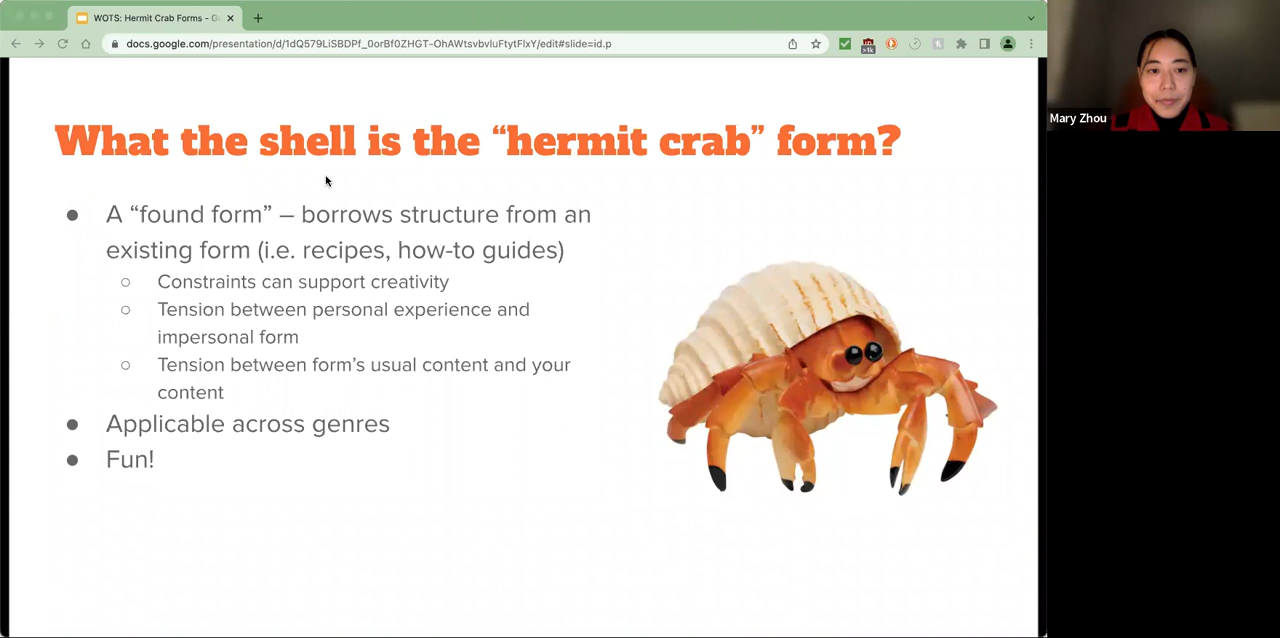 WOTS: Hermit Crab Forms - G
docs.google.com/presentation/d/1dQ579LiSBDPf_0orBf0ZHGT-OhAWtsvbvluFtytFlxY/edit#slide=id.p
>1k
Mary Zhou
What the shell is the “hermit crab” form?
● A “found form” – borrows structure from an
existing form (i.e. recipes, how-to guides)
○ Constraints can support creativity
○ Tension between personal experience and
impersonal form
○ Tension between form’s usual content and your
content
● Applicable across genres
● Fun!